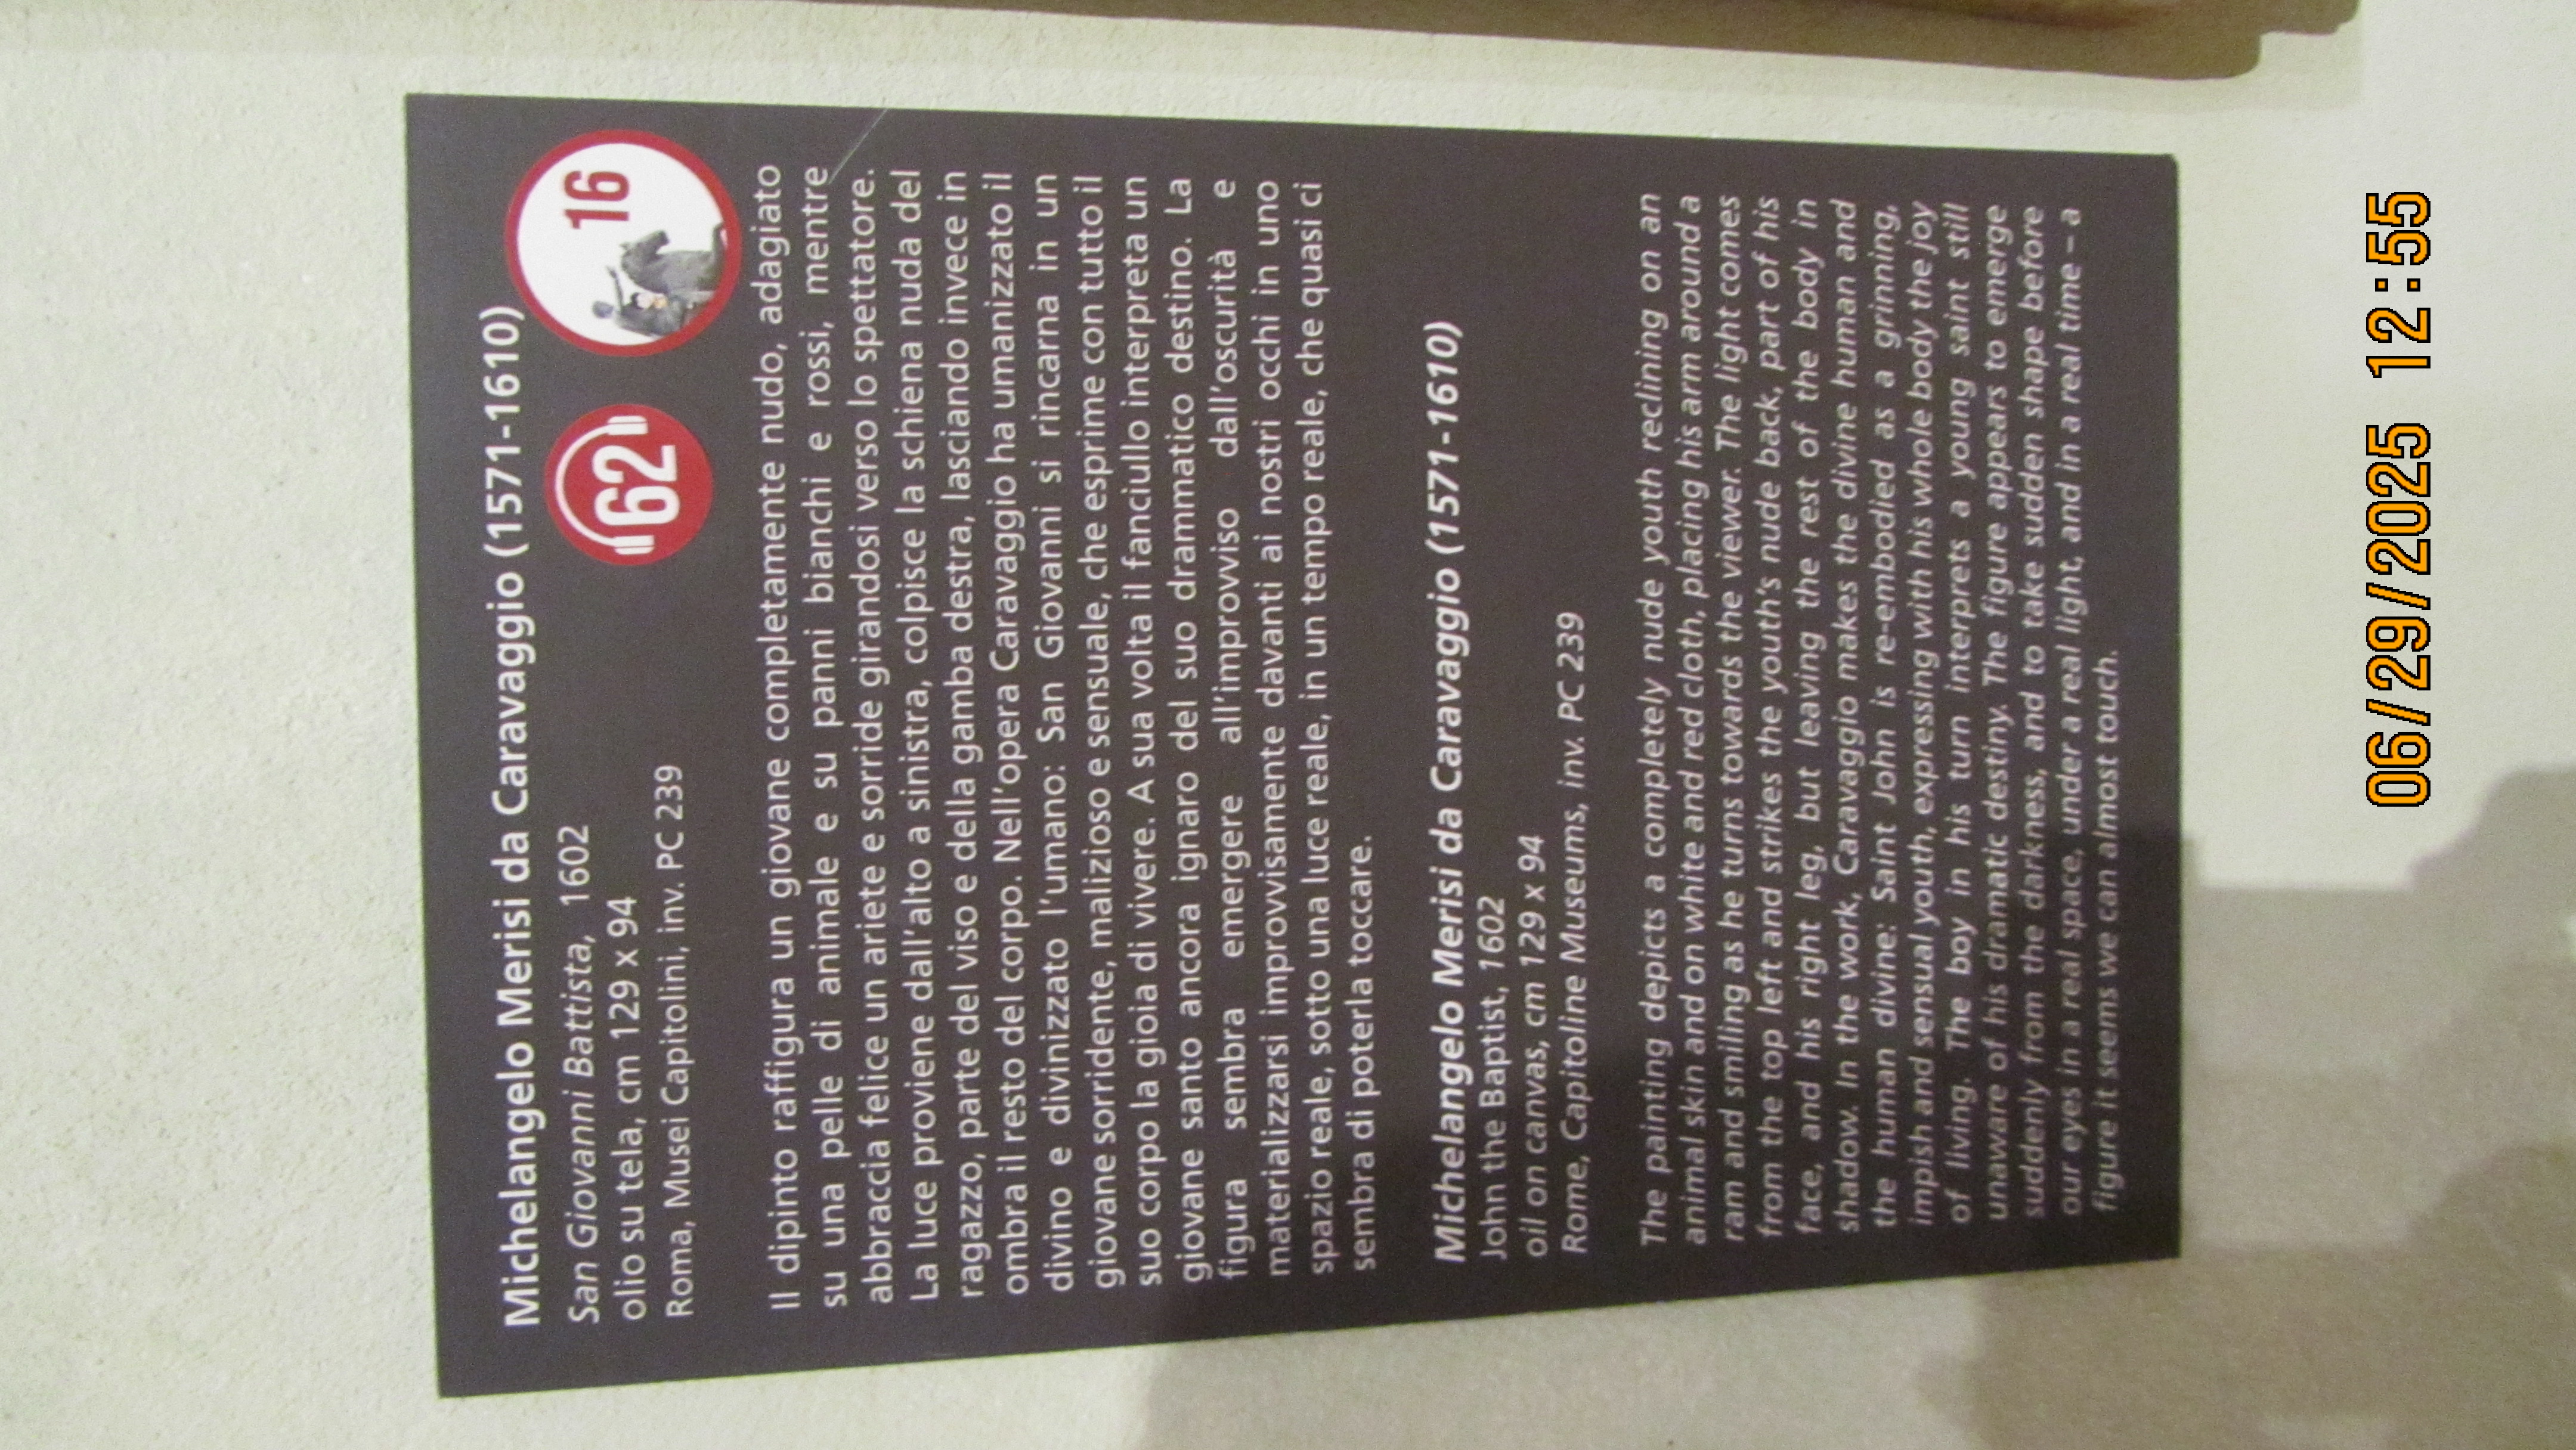 Michelangelo Merisi da Caravaggio (1571-1610)
San Giovanni Battista, 1602
olio su tela, cm 129 x 94
Roma, Musei Capitolini, inv. PC 239
62
16
Il dipinto raffigura un giovane completamente nudo, adagiato
su una pelle di animale e su panni bianchi e rossi, mentre
abbraccia felice un ariete e sorride girandosi verso lo spettatore.
La luce proviene dall'alto a sinistra, colpisce la schiena nuda del
ragazzo, parte del viso e della gamba destra, lasciando invece in
ombra il resto del corpo. Nell'opera Caravaggio ha umanizzato il
divino e divinizzato l'umano: San Giovanni si rincarna in un
giovane sorridente, malizioso e sensuale, che esprime con tutto il
suo corpo la gioia di vivere. A sua volta il fanciullo interpreta un
giovane santo ancora ignaro del suo drammatico destino. La
figura sembra emergere all'improvviso dall'oscurità e
materializzarsi improvvisamente davanti ai nostri occhi in uno
spazio reale, sotto una luce reale, in un tempo reale, che quasi ci
sembra di poterla toccare.
Michelangelo Merisi da Caravaggio (1571-1610)
John the Baptist, 1602
oil on canvas, cm 129 x 94
Rome, Capitoline Museums, inv. PC 239
The painting depicts a completely nude youth reclining on an
animal skin and on white and red cloth, placing his arm around a
ram and smiling as he turns towards the viewer. The light comes
from the top left and strikes the youth's nude back, part of his
face, and his right leg, but leaving the rest of the body in
shadow. In the work, Caravaggio makes the divine human and
the human divine: Saint John is re-embodied as a grinning,
impish and sensual youth, expressing with his whole body the joy
of living. The boy in his turn interprets a young saint still
unaware of his dramatic destiny. The figure appears to emerge
suddenly from the darkness, and to take sudden shape before
our eyes in a real space, under a real light, and in a real time – a
figure it seems we can almost touch.
06/29/2025 12:55